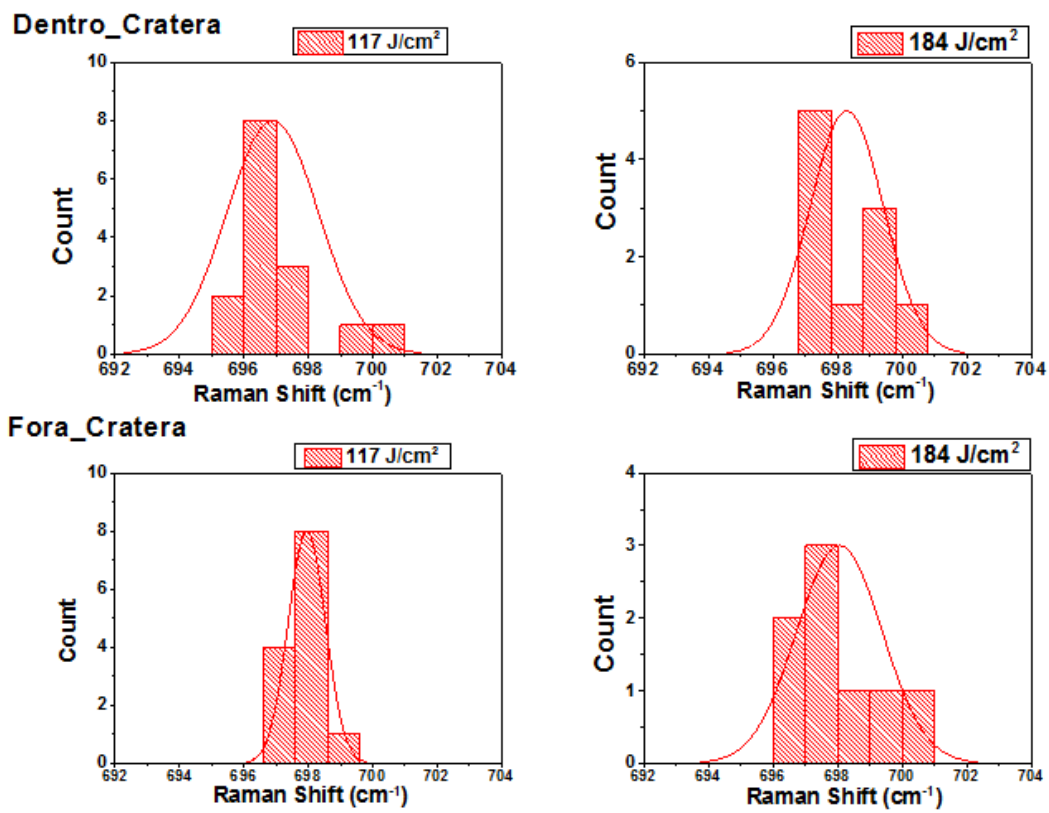 Dentro_Cratera
117 J/cm²
184 J/cm²
10
8
6
4
2
0
Count
692 694 696 698 700 702 704
Raman Shift (cm⁻¹)
6
4
2
0
Count
692 694 696 698 700 702 704
Raman Shift (cm⁻¹)
Fora_Cratera
117 J/cm²
184 J/cm²
10
8
6
4
2
0
Count
692 694 696 698 700 702 704
Raman Shift (cm⁻¹)
4
3
2
1
0
Count
692 694 696 698 700 702 704
Raman Shift (cm⁻¹)